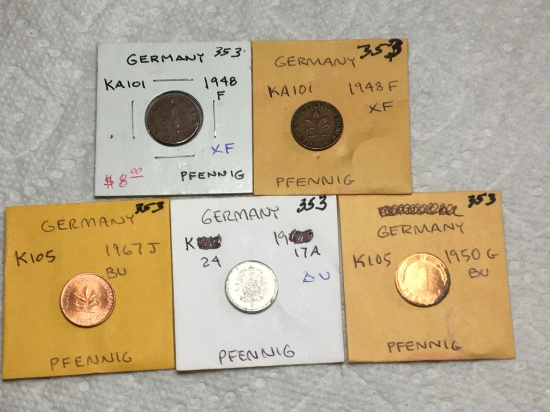 GERMANY 353
KA101 1948
F
XF
$8.00 PFENNIG
GERMANY 353
KA101 1948 F
XF
PFENNIG
GERMANY 353
K105 1967 J
BU
PFENNIG
GERMANY 353
K 19
24 17A
AU
PFENNIG
353
GERMANY
K105 1950 G
BU
PFENNIG